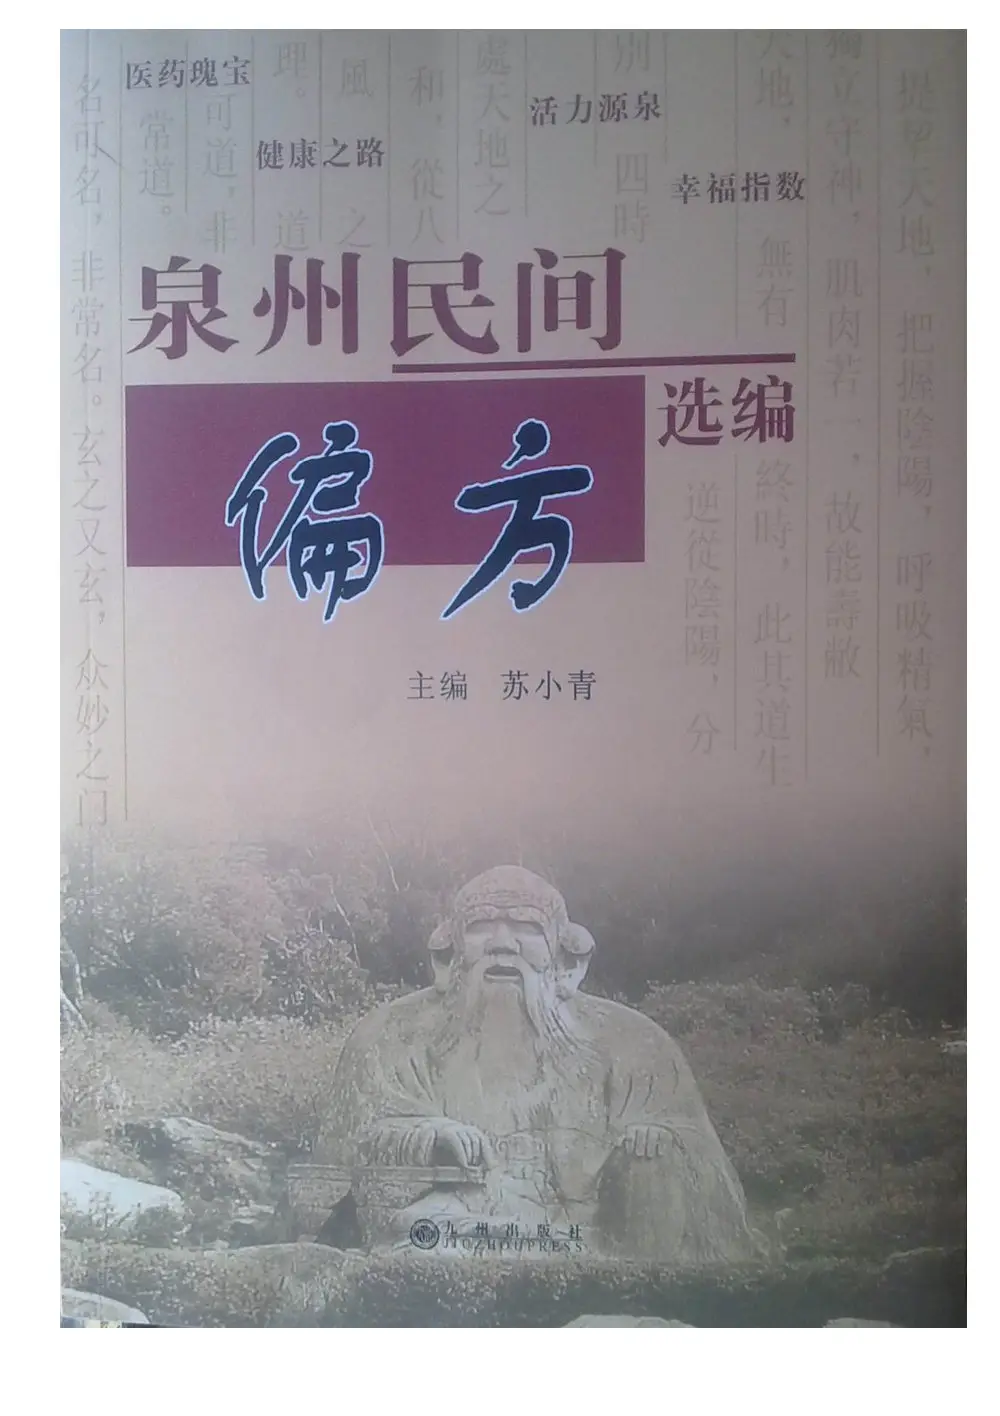 医药瑰宝
健康之路
活力源泉
幸福指数
泉州民间
偏方
选编
主编 苏小青
九州出版社
JIUZHOUPRESS
提挈天地，把握陰陽，呼吸精氣，
獨立守神，肌肉若一，故能壽敝
天地，無有終時，此其道生
別四時
逆從陰陽，分
處天地之
和，從八
風之
理。道
可道，非
常道。
名可名，非常名。玄之又玄，众妙之门